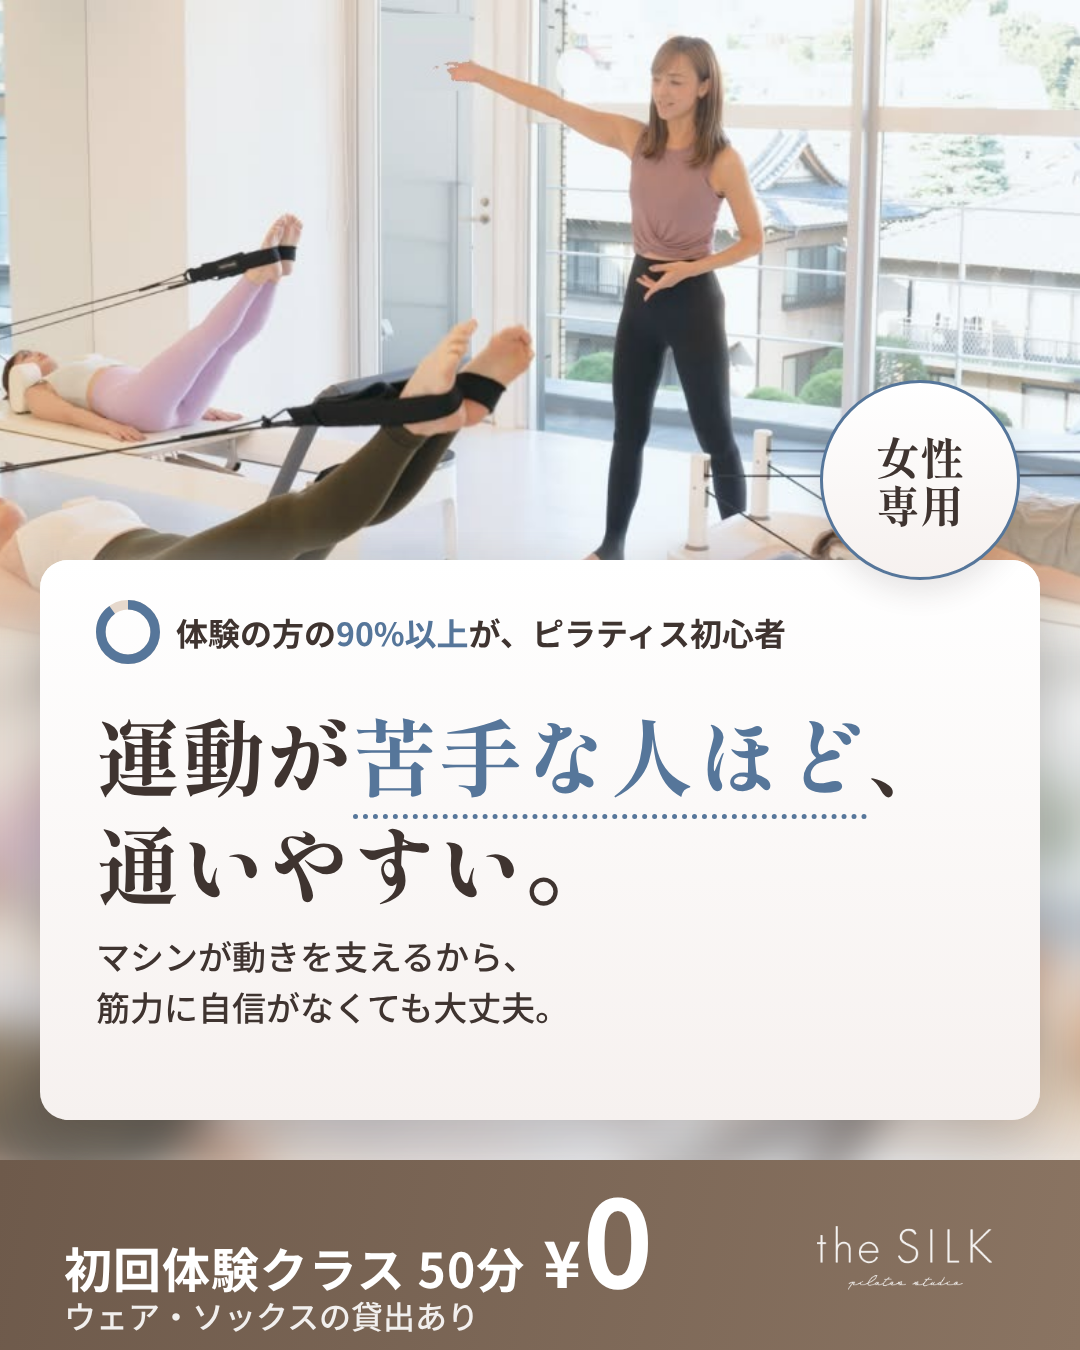 女性
専用
体験の方の90%以上が、ピラティス初心者
運動が苦手な人ほど、
通いやすい。
マシンが動きを支えるから、
筋力に自信がなくても大丈夫。
初回体験クラス 50分 ¥0
ウェア・ソックスの貸出あり
the SILK
pilates studio